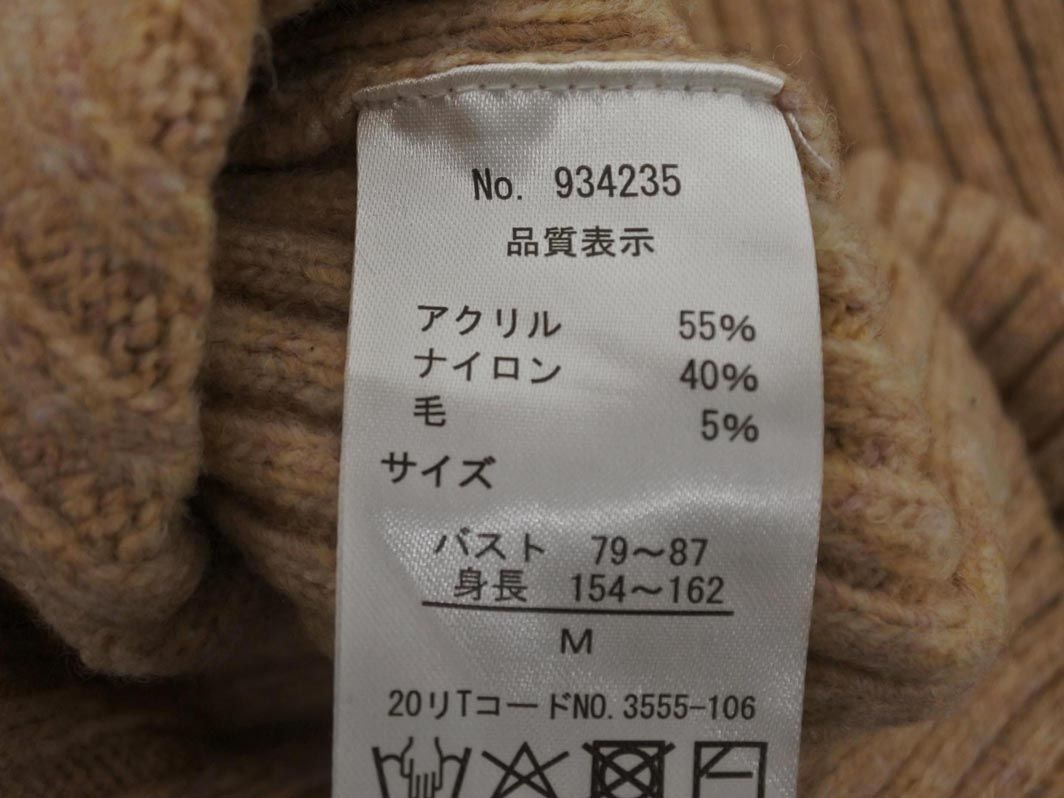 No. 934235
品質表示
アクリル 55%
ナイロン 40%
毛 5%
サイズ
バスト 79〜87
身長 154〜162
M
20リTコードNO.3555-106